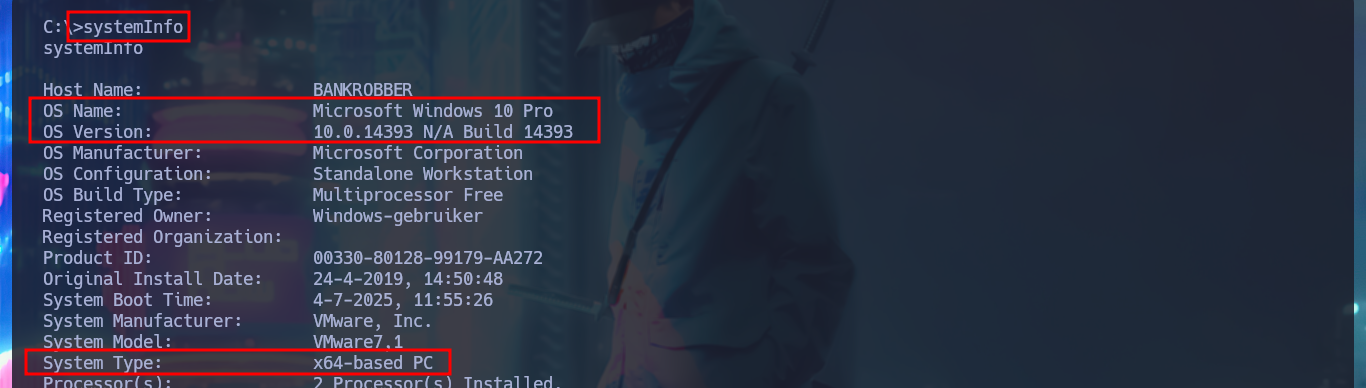 C:\>systemInfo
systemInfo
Host Name: BANKROBBER
OS Name: Microsoft Windows 10 Pro
OS Version: 10.0.14393 N/A Build 14393
OS Manufacturer: Microsoft Corporation
OS Configuration: Standalone Workstation
OS Build Type: Multiprocessor Free
Registered Owner: Windows-gebruiker
Registered Organization:
Product ID: 00330-80128-99179-AA272
Original Install Date: 24-4-2019, 14:50:48
System Boot Time: 4-7-2025, 11:55:26
System Manufacturer: VMware, Inc.
System Model: VMware7,1
System Type: x64-based PC
Processor(s): 2 Processor(s) Installed.